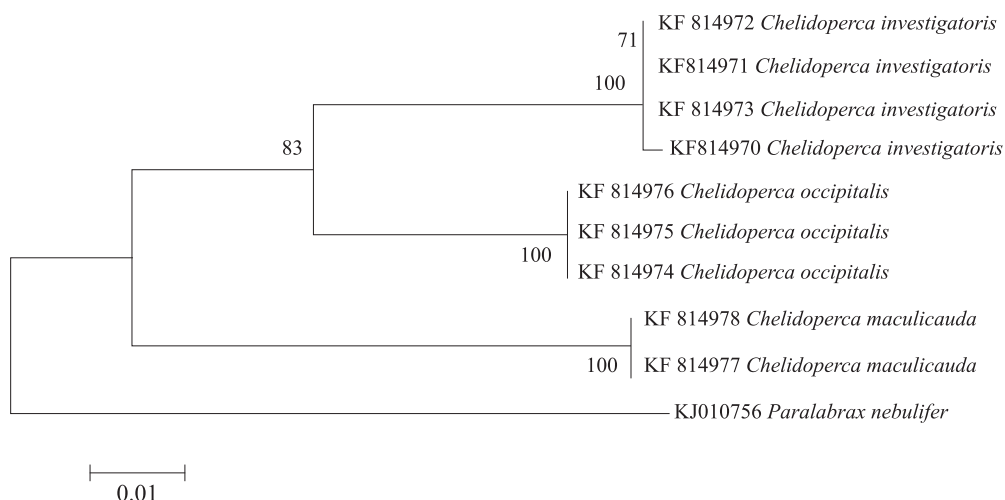 KF 814972 Chelidoperca investigatoris
71
KF814971 Chelidoperca investigatoris
100
KF 814973 Chelidoperca investigatoris
83
KF814970 Chelidoperca investigatoris
KF 814976 Chelidoperca occipitalis
KF 814975 Chelidoperca occipitalis
100
KF 814974 Chelidoperca occipitalis
KF 814978 Chelidoperca maculicauda
100
KF 814977 Chelidoperca maculicauda
KJ010756 Paralabrax nebulifer
0.01